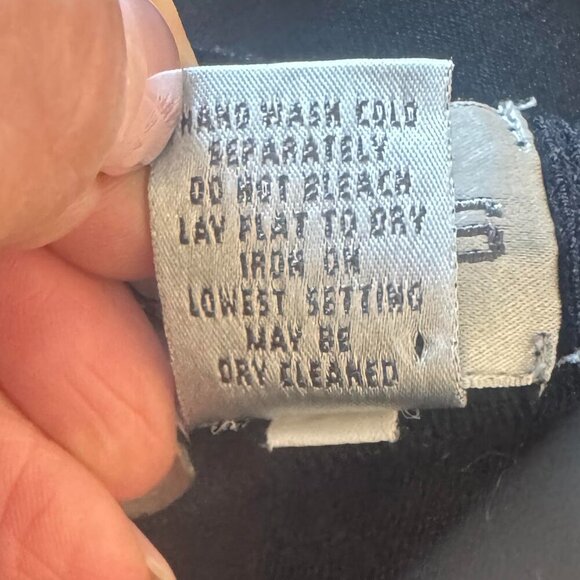 HAND WASH COLD
SEPARATELY
DO NOT BLEACH
LAY FLAT TO DRY
IRON ON
LOWEST SETTING
MAY BE
DRY CLEANED